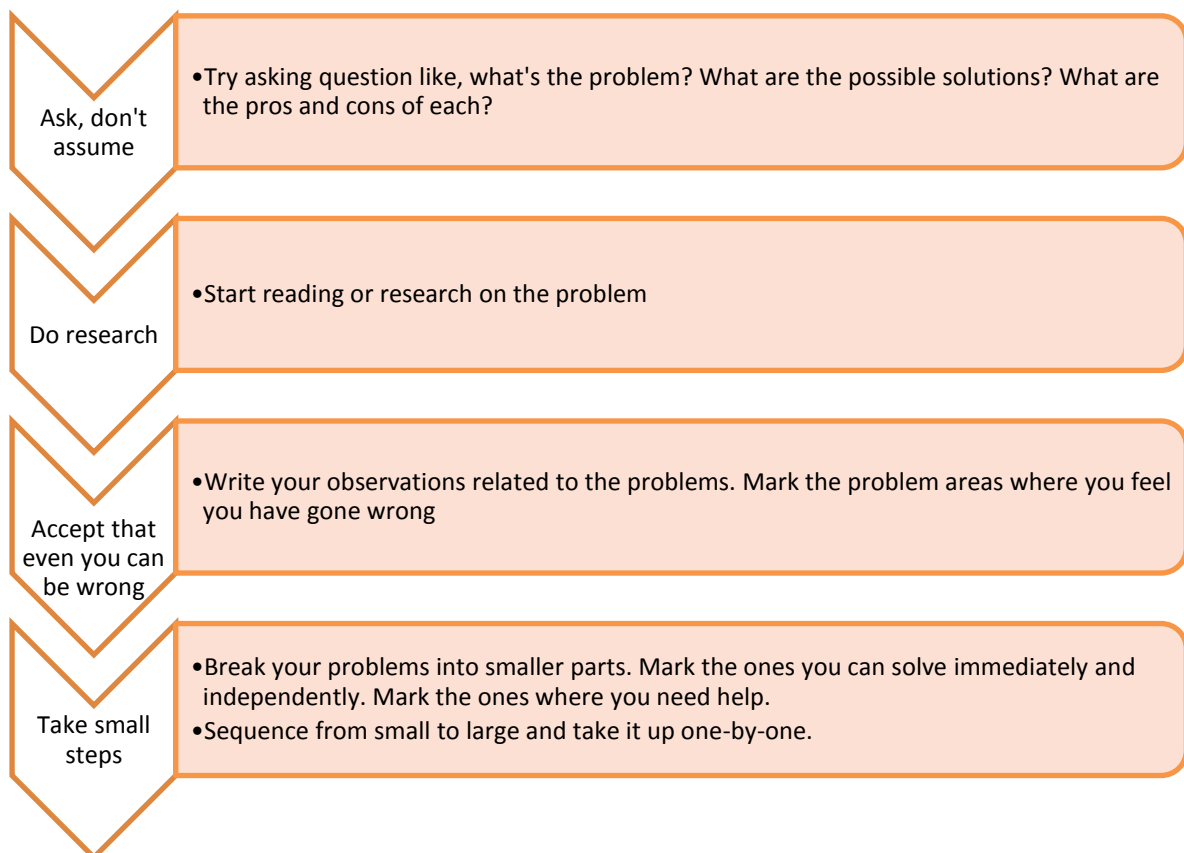 Ask, don't
assume
•Try asking question like, what's the problem? What are the possible solutions? What are
the pros and cons of each?
Do research
•Start reading or research on the problem
Accept that
even you can
be wrong
•Write your observations related to the problems. Mark the problem areas where you feel
you have gone wrong
Take small
steps
•Break your problems into smaller parts. Mark the ones you can solve immediately and
independently. Mark the ones where you need help.
•Sequence from small to large and take it up one-by-one.